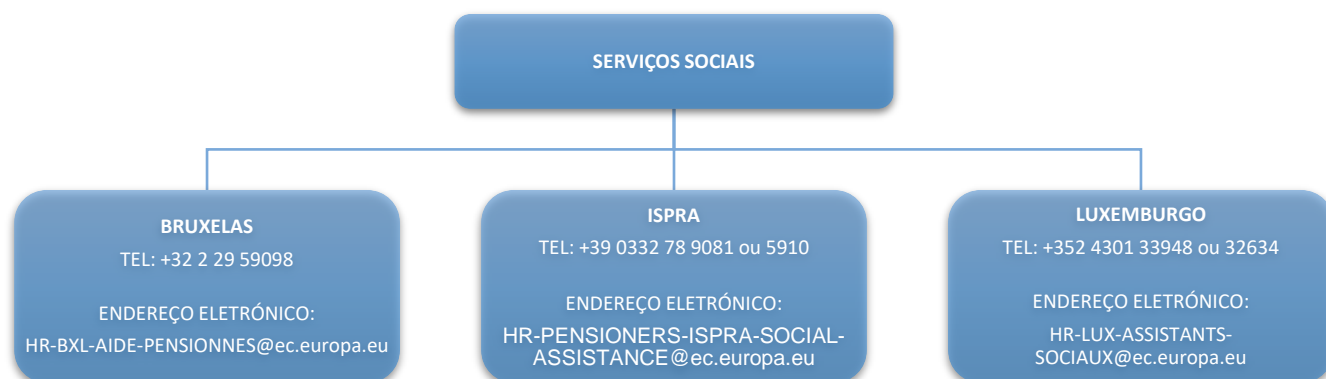 SERVIÇOS SOCIAIS
BRUXELAS
TEL: +32 2 29 59098
ENDEREÇO ELETRÓNICO:
HR-BXL-AIDE-PENSIONNES@ec.europa.eu
ISPRA
TEL: +39 0332 78 9081 ou 5910
ENDEREÇO ELETRÓNICO:
HR-PENSIONERS-ISPRA-SOCIAL-
ASSISTANCE@ec.europa.eu
LUXEMBURGO
TEL: +352 4301 33948 ou 32634
ENDEREÇO ELETRÓNICO:
HR-LUX-ASSISTANTS-
SOCIAUX@ec.europa.eu